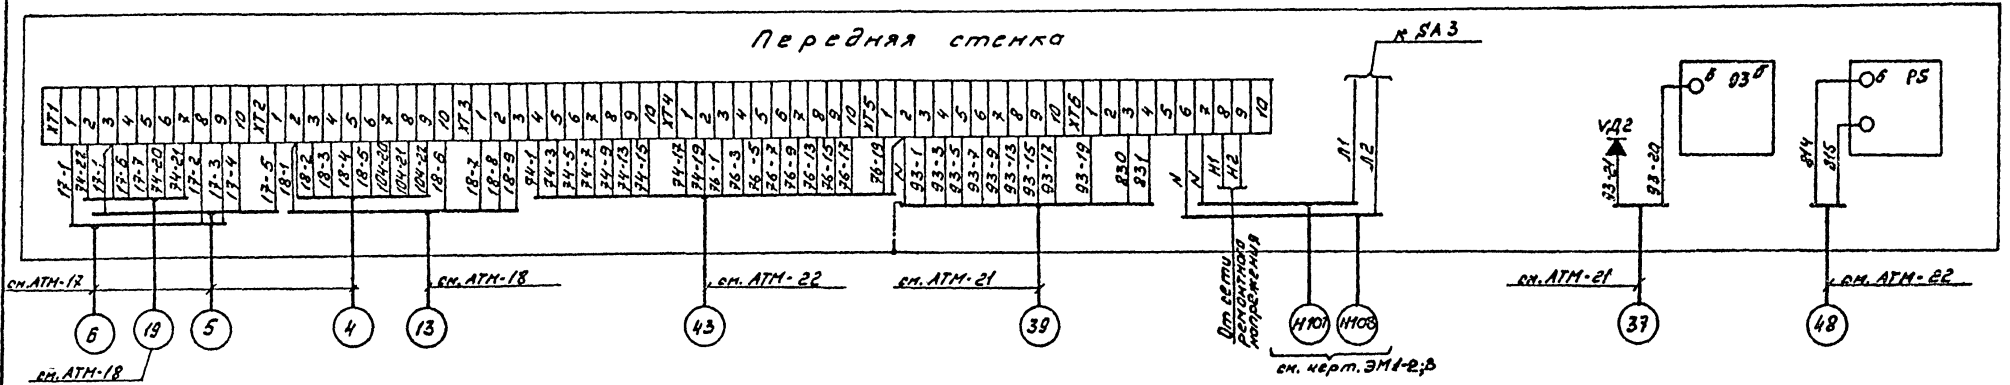 Передняя стенка
к SA3
XT1 1 2 3 4 5 6 7 8 9 10 XT2 1 2 3 4 5 6 7 8 9 10 XT3 1 2 3 4 5 6 7 8 9 10 XT4 1 2 3 4 5 6 7 8 9 10 XT5 1 2 3 4 5 6 7 8 9 10 XT6 1 2 3 4 5 6 7 8 9 10
17-1 74-22 17-1 17-6 17-7 74-20 74-21 17-2 17-3 17-4 17-5
18-1 18-2 18-3 18-4 18-5 104-20 104-21 104-22 18-6 18-7 18-8 18-9
74-1 74-3 74-5 74-7 74-9 74-13 74-15 74-17 74-19
76-1 76-3 76-5 76-7 76-9 76-13 76-15 76-17 76-19
N 93-1 93-3 93-5 93-7 93-9 93-13 93-15 93-17 93-19 830 831
N N H1 H2 Л1 Л2
VД2
93-21 93-20
В
6 P5
814 815
От сети
ремонтного
напряжения
см. АТМ-17
см. АТМ-18
см. АТМ-22
см. АТМ-21
см. АТМ-21
см. АТМ-22
6 19 5 4 13 43 39 H101 H103 37 48
см. АТМ-18
см. черт. ЭМ1-2;3